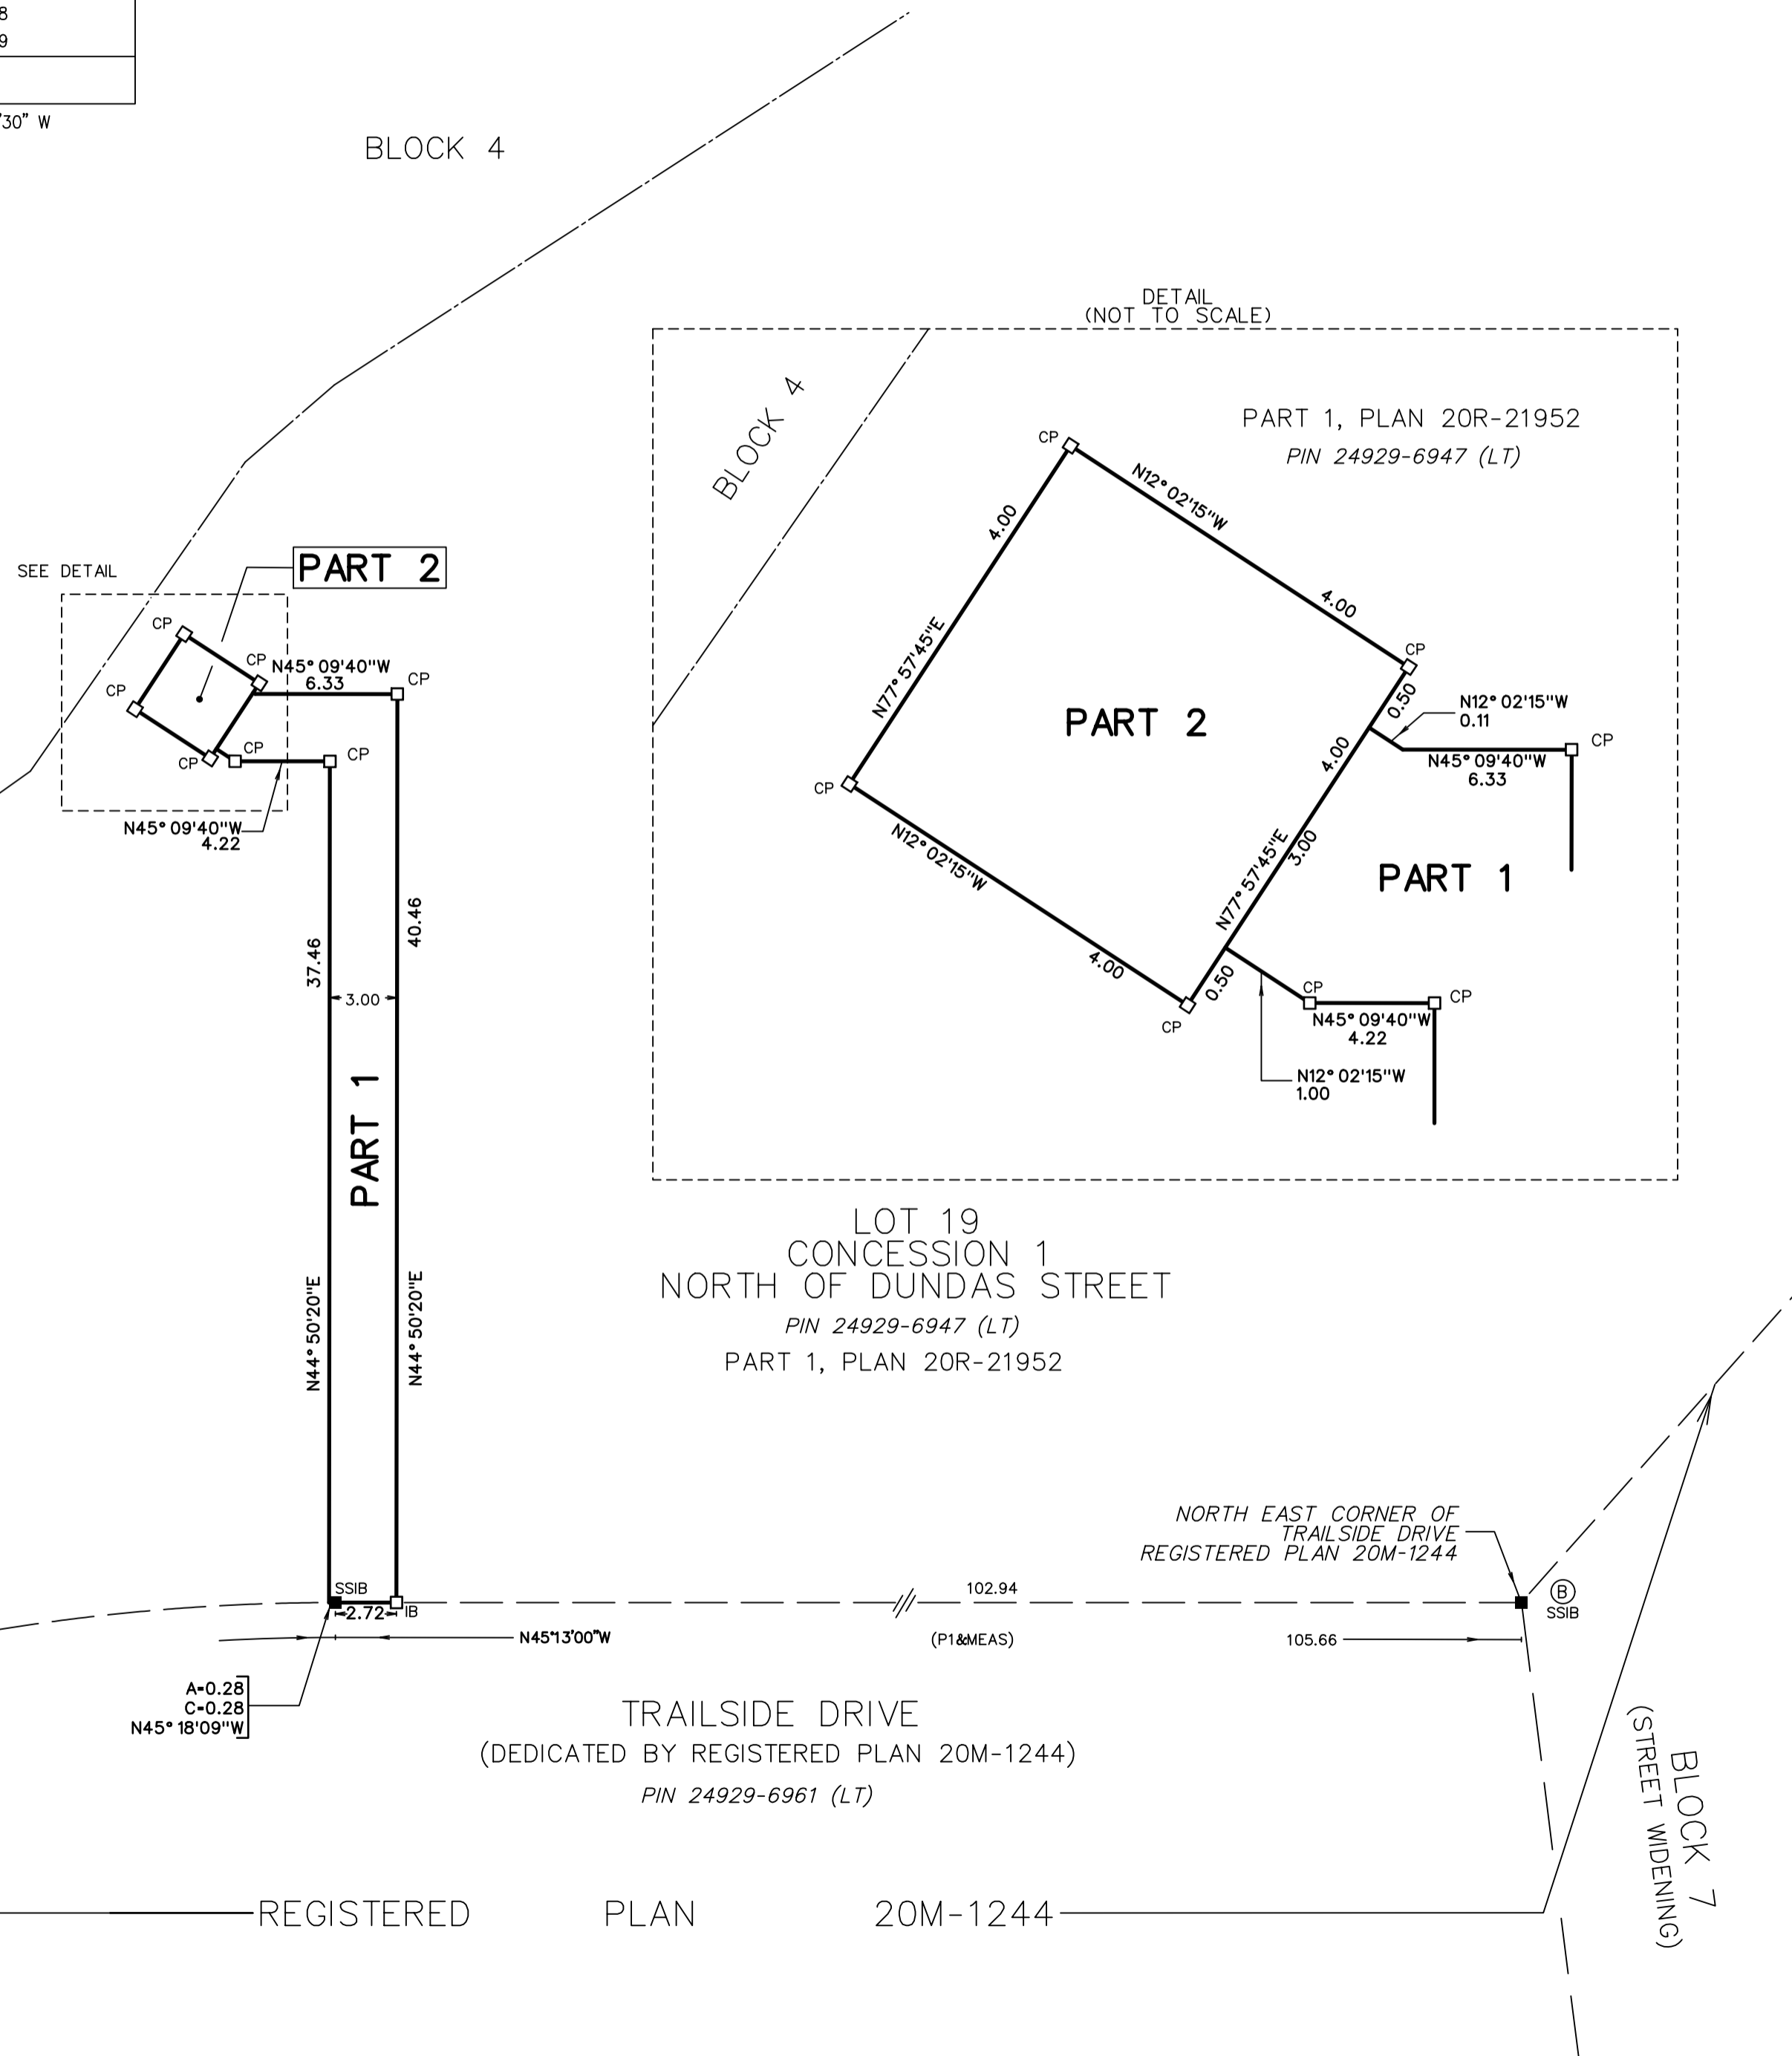 8
9
'30" W
BLOCK 4
DETAIL
(NOT TO SCALE)
BLOCK 4
PART 1, PLAN 20R-21952
PIN 24929-6947 (LT)
CP
N12° 02'15"W
4.00
4.00
N77° 57'45"E
CP
0.50
N12° 02'15"W
0.11
CP
N45° 09'40"W
6.33
PART 2
4.00
3.00
N77° 57'45"E
PART 1
CP
N12° 02'15"W
4.00
0.50
CP
CP
CP
N45° 09'40"W
4.22
N12° 02'15"W
1.00
SEE DETAIL
PART 2
CP
CP
N45° 09'40"W
6.33
CP
CP
CP
CP
CP
N45° 09'40"W
4.22
37.46
40.46
3.00
PART 1
N44° 50'20"E
N44° 50'20"E
LOT 19
CONCESSION 1
NORTH OF DUNDAS STREET
PIN 24929-6947 (LT)
PART 1, PLAN 20R-21952
NORTH EAST CORNER OF
TRAILSIDE DRIVE
REGISTERED PLAN 20M-1244
SSIB
2.72
IB
102.94
B
SSIB
N45°13'00"W
(P1&MEAS)
105.66
A=0.28
C=0.28
N45° 18'09"W
TRAILSIDE DRIVE
(DEDICATED BY REGISTERED PLAN 20M-1244)
PIN 24929-6961 (LT)
BLOCK 7
(STREET WIDENING)
REGISTERED PLAN 20M-1244